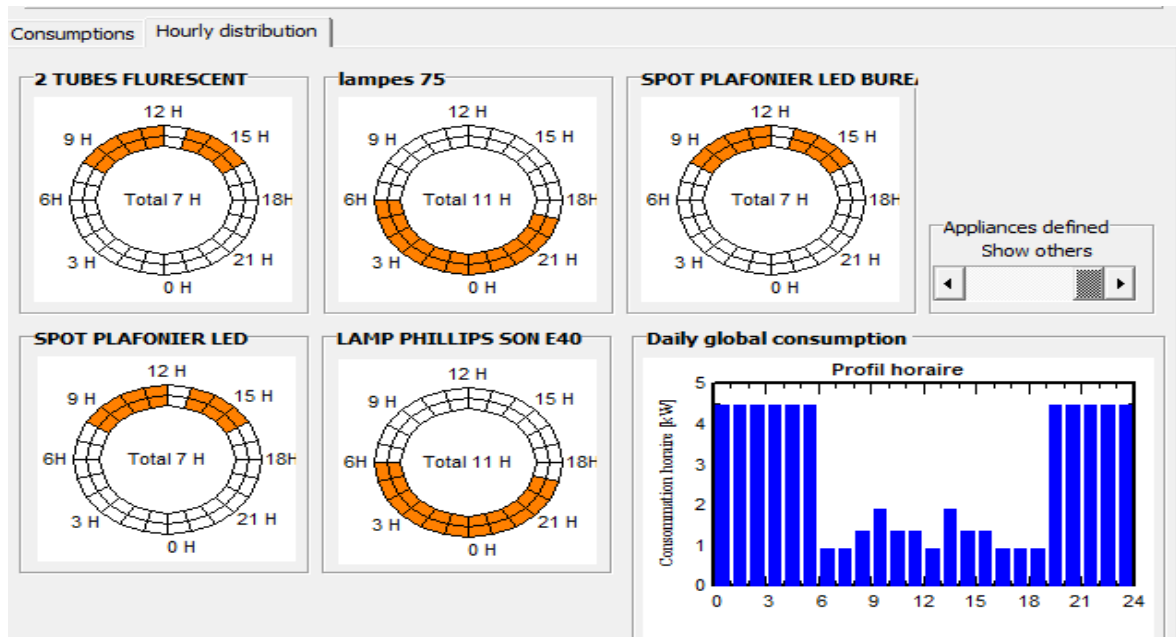 Consumptions
Hourly distribution
2 TUBES FLURESCENT
12 H
9 H
15 H
6H
Total 7 H
18H
3 H
21 H
0 H
lampes 75
12 H
9 H
15 H
6H
Total 11 H
18H
3 H
21 H
0 H
SPOT PLAFONIER LED BUREA
12 H
9 H
15 H
6H
Total 7 H
18H
3 H
21 H
0 H
Appliances defined
Show others
SPOT PLAFONIER LED
12 H
9 H
15 H
6H
Total 7 H
18H
3 H
21 H
0 H
LAMP PHILLIPS SON E40
12 H
9 H
15 H
6H
Total 11 H
18H
3 H
21 H
0 H
Daily global consumption
Profil horaire
Consommation horaire [kW]
5
4
3
2
1
0
0 3 6 9 12 15 18 21 24